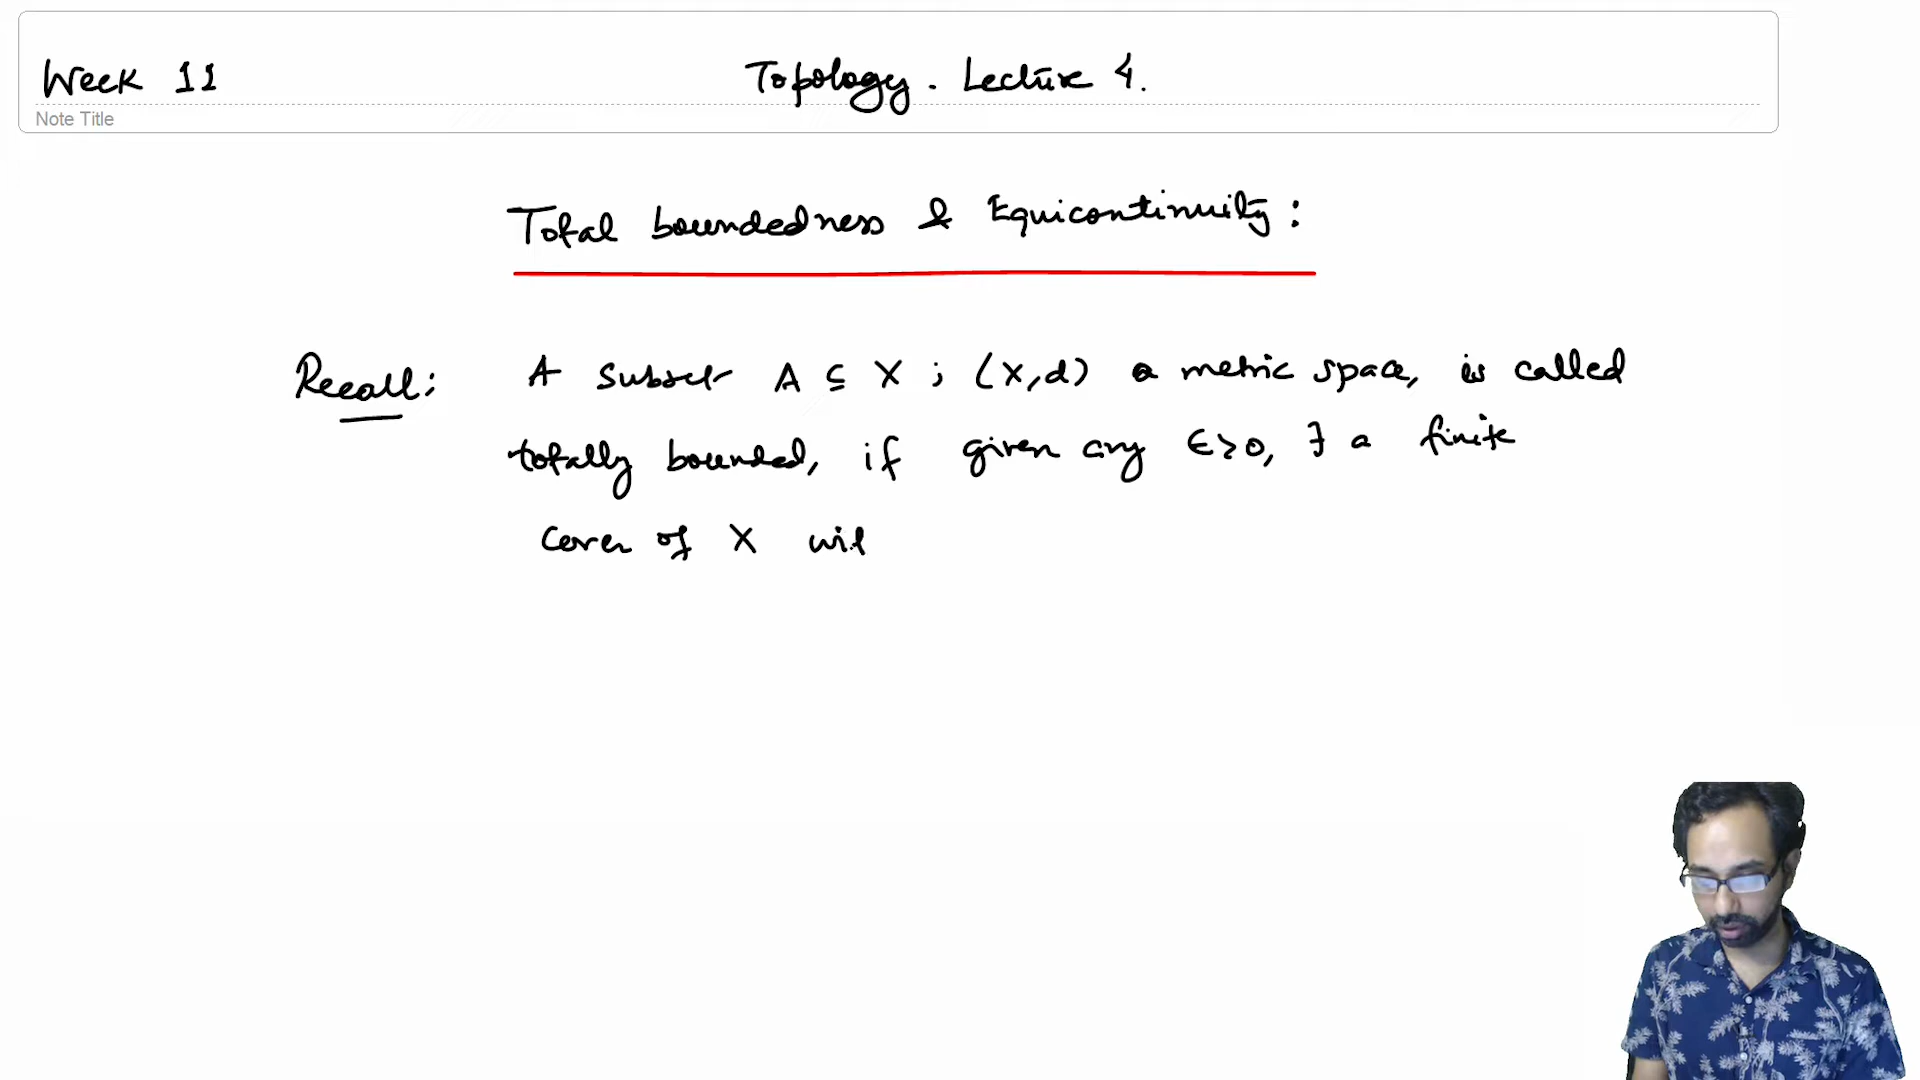 Week 11
Topology. Lecture 4.
Note Title
Total boundedness & Equicontinuity:
Recall: A subset A ⊆ X ; (X,d) a metric space, is called
totally bounded, if given any ϵ>0, ∃ a finite
cover of X wit